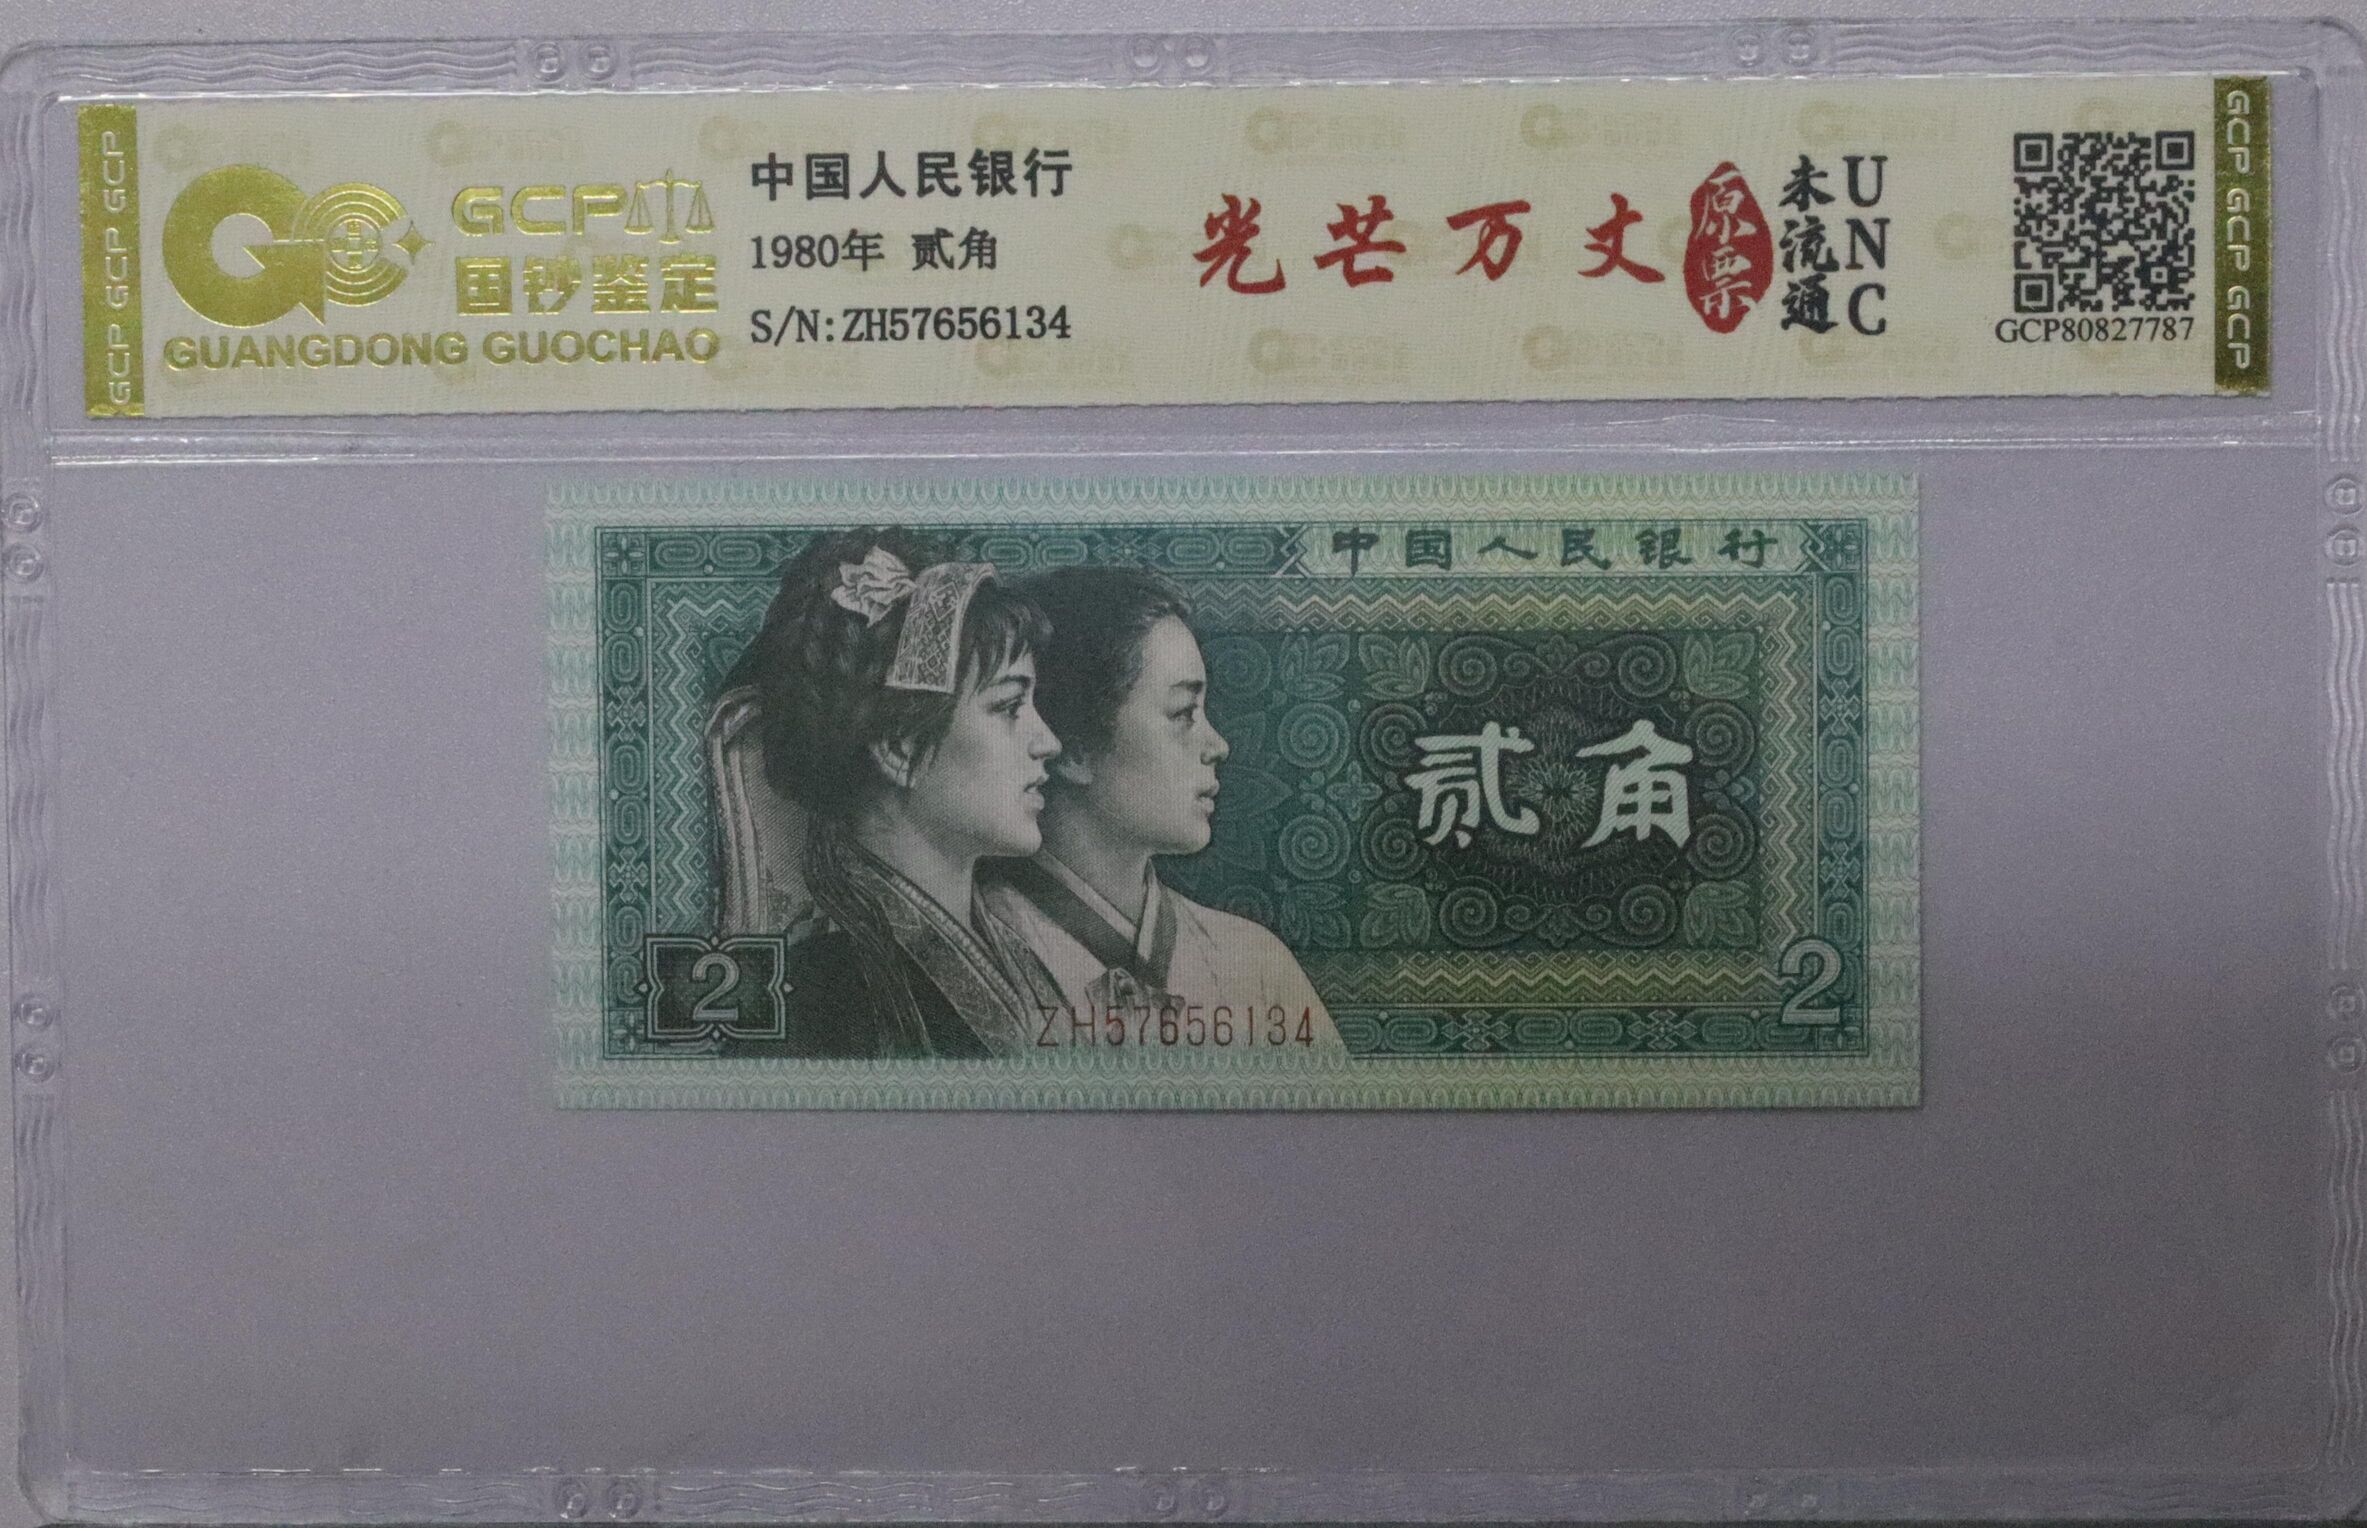 GCP GCP GCP
GCP
国钞鉴定
GUANGDONG GUOCHAO
中国人民银行
1980年 贰角
S/N:ZH57656134
光芒万丈
原票
未流通
UNC
GCP80827787
GCP GCP GCP
中国人民银行
贰角
2
ZH57656134
2